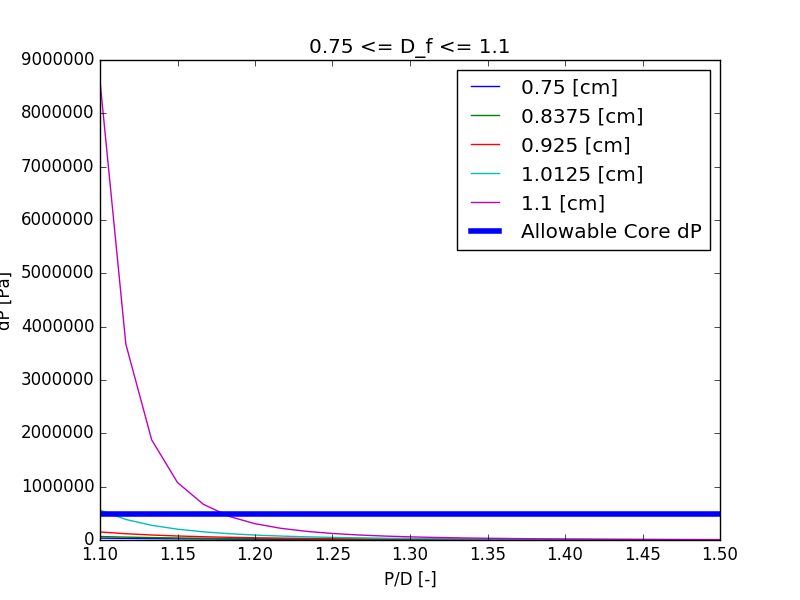 0.75 <= D_f <= 1.1
9000000
8000000
7000000
6000000
5000000
4000000
3000000
2000000
1000000
0
dP [Pa]
0.75 [cm]
0.8375 [cm]
0.925 [cm]
1.0125 [cm]
1.1 [cm]
Allowable Core dP
1.10 1.15 1.20 1.25 1.30 1.35 1.40 1.45 1.50
P/D [-]